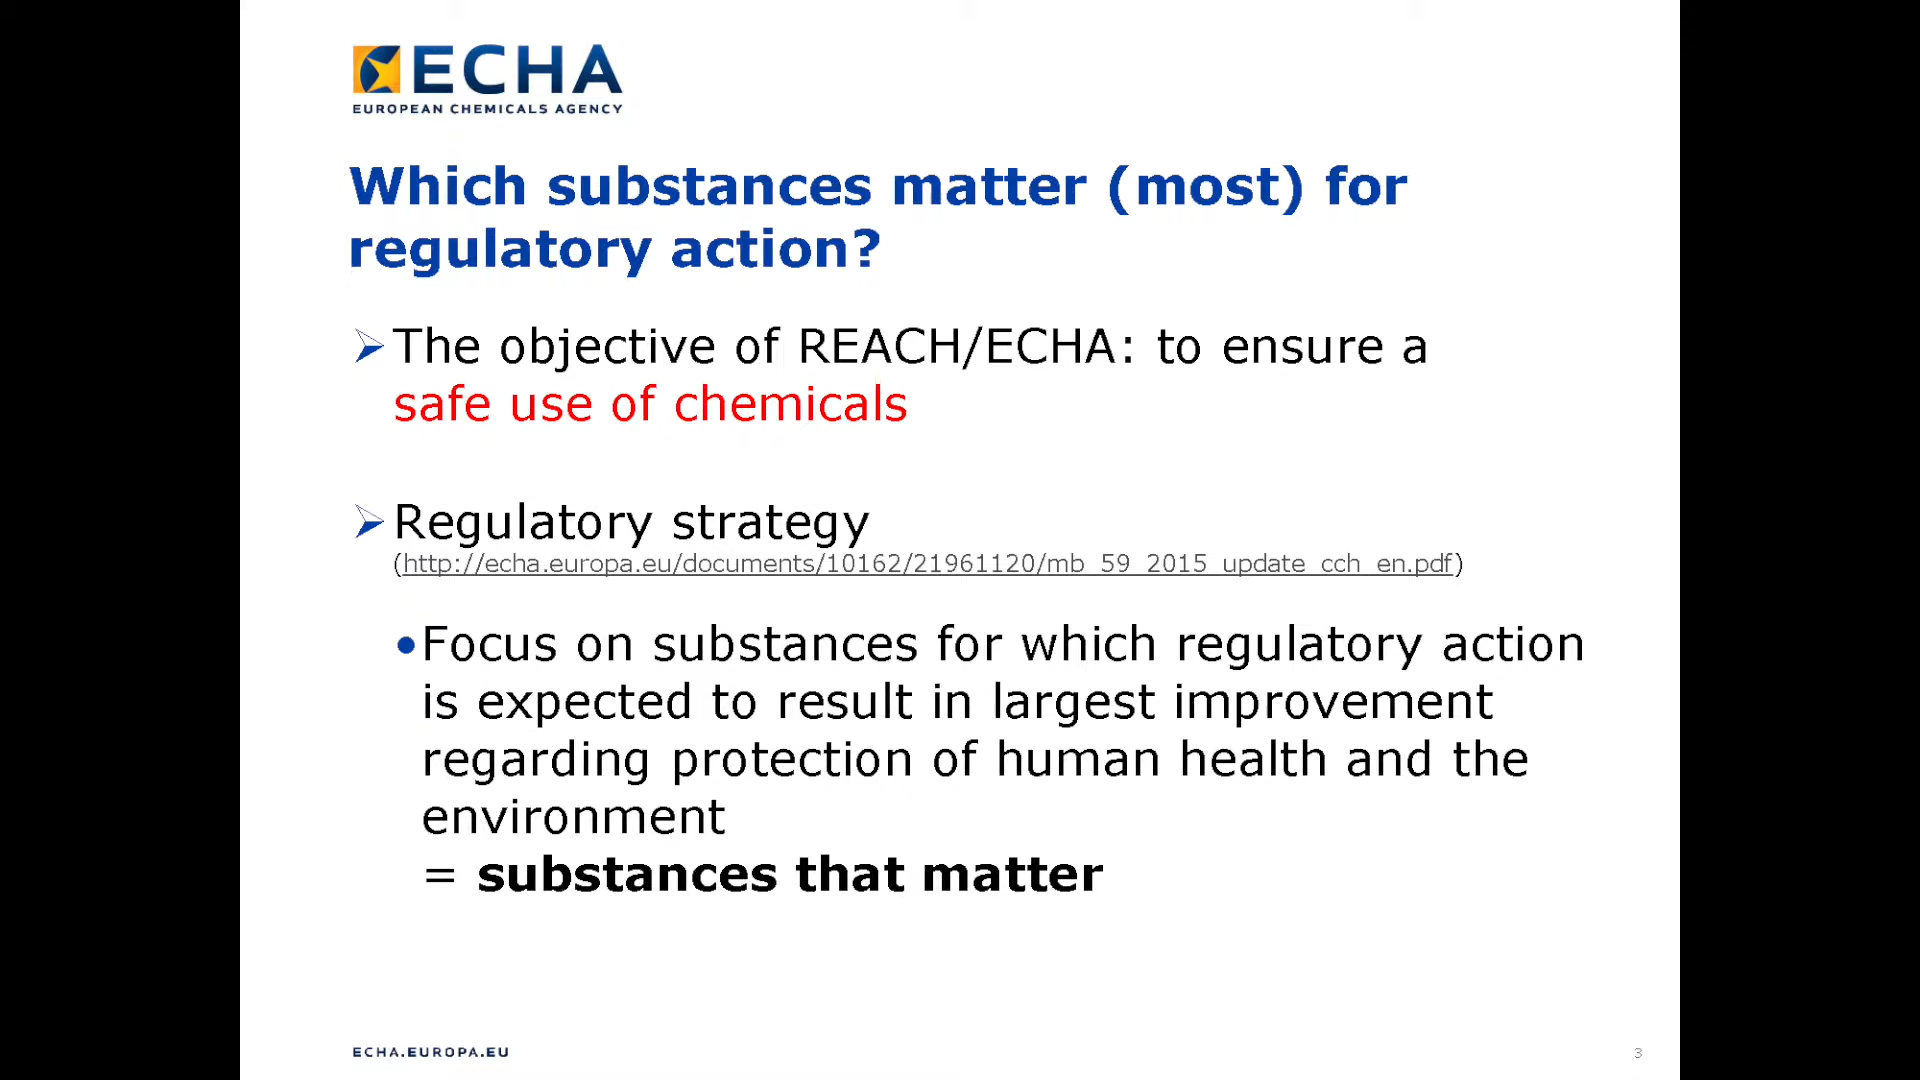 ECHA
EUROPEAN CHEMICALS AGENCY
Which substances matter (most) for
regulatory action?
The objective of REACH/ECHA: to ensure a
safe use of chemicals
Regulatory strategy
(http://echa.europa.eu/documents/10162/21961120/mb_59_2015_update_cch_en.pdf)
•Focus on substances for which regulatory action
is expected to result in largest improvement
regarding protection of human health and the
environment
= substances that matter
ECHA.EUROPA.EU
3